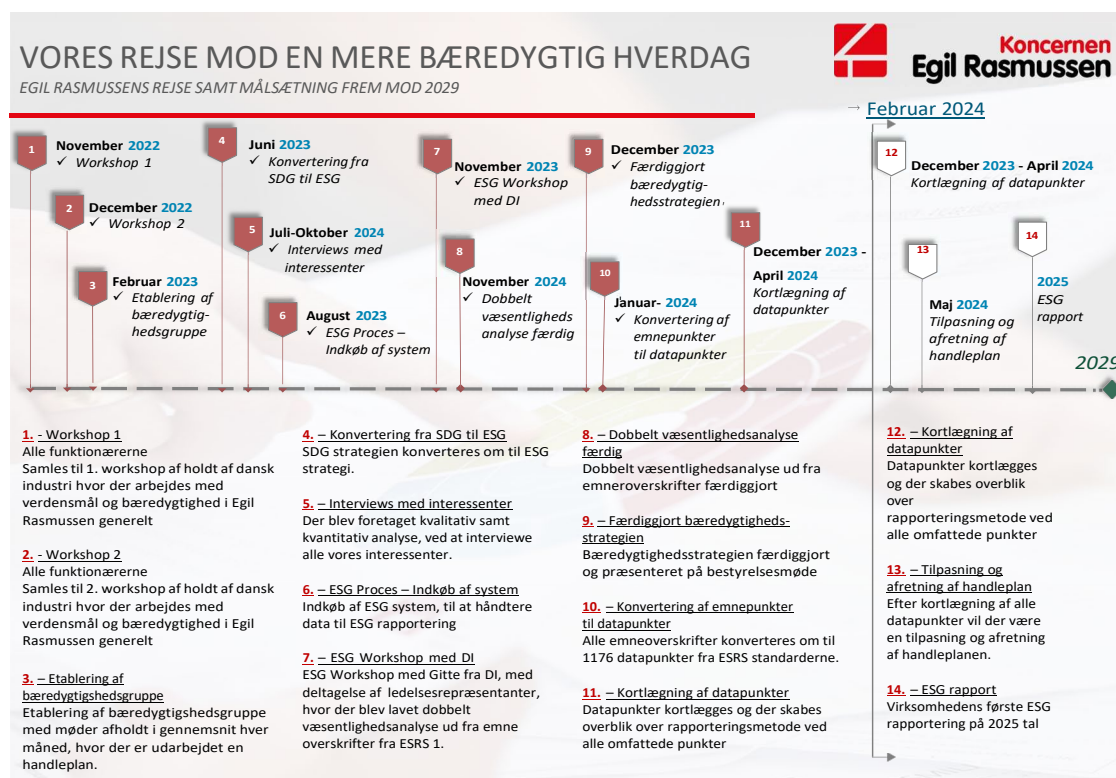 VORES REJSE MOD EN MERE BÆREDYGTIG HVERDAG
EGIL RASMUSSENS REJSE SAMT MÅLSÆTNING FREM MOD 2029
Koncernen
Egil Rasmussen
→ Februar 2024
1
November 2022
✓ Workshop 1
2
December 2022
✓ Workshop 2
3
Februar 2023
✓ Etablering af
bæredygtig-
hedsgruppe
4
Juni 2023
✓ Konvertering fra
SDG til ESG
5
Juli-Oktober 2024
✓ Interviews med
interessenter
6
August 2023
✓ ESG Proces –
Indkøb af system
7
November 2023
✓ ESG Workshop
med DI
8
November 2024
✓ Dobbelt
væsentligheds
analyse færdig
9
December 2023
✓ Færdiggjort
bæredygtig-
hedsstrategien
10
Januar- 2024
✓ Konvertering af
emnepunkter
til datapunkter
11
December 2023 -
April 2024
Kortlægning af
datapunkter
12
December 2023 - April 2024
Kortlægning af datapunkter
13
Maj 2024
Tilpasning og
afretning af
handleplan
14
2025
ESG
rapport
2029
1. - Workshop 1
Alle funktionærerne
Samles til 1. workshop af holdt af dansk
industri hvor der arbejdes med
verdensmål og bæredygtighed i Egil
Rasmussen generelt
2. - Workshop 2
Alle funktionærerne
Samles til 2. workshop af holdt af dansk
industri hvor der arbejdes med
verdensmål og bæredygtighed i Egil
Rasmussen generelt
3. – Etablering af
bæredygtigshedsgruppe
Etablering af bæredygtigshedsgruppe
med møder afholdt i gennemsnit hver
måned, hvor der er udarbejdet en
handleplan.
4. – Konvertering fra SDG til ESG
SDG strategien konverteres om til ESG
strategi.
5. – Interviews med interessenter
Der blev foretaget kvalitativ samt
kvantitativ analyse, ved at interviewe
alle vores interessenter.
6. – ESG Proces – Indkøb af system
Indkøb af ESG system, til at håndtere
data til ESG rapportering
7. – ESG Workshop med DI
ESG Workshop med Gitte fra DI, med
deltagelse af ledelsesrepræsentanter,
hvor der blev lavet dobbelt
væsentlighedsanalyse ud fra emne
overskrifter fra ESRS 1.
8. – Dobbelt væsentlighedsanalyse
færdig
Dobbelt væsentlighedsanalyse ud fra
emneroverskrifter færdiggjort
9. – Færdiggjort bæredygtigheds-
strategien
Bæredygtighedsstrategien færdiggjort
og præsenteret på bestyrelsesmøde
10. – Konvertering af emnepunkter
til datapunkter
Alle emneoverskrifter konverteres om til
1176 datapunkter fra ESRS standarderne.
11. – Kortlægning af datapunkter
Datapunkter kortlægges og der skabes
overblik over rapporteringsmetode ved
alle omfattede punkter
12. – Kortlægning af
datapunkter
Datapunkter kortlægges
og der skabes overblik
over
rapporteringsmetode ved
alle omfattede punkter
13. – Tilpasning og
afretning af handleplan
Efter kortlægning af alle
datapunkter vil der være
en tilpasning og afretning
af handleplanen.
14. – ESG rapport
Virksomhedens første ESG
rapportering på 2025 tal